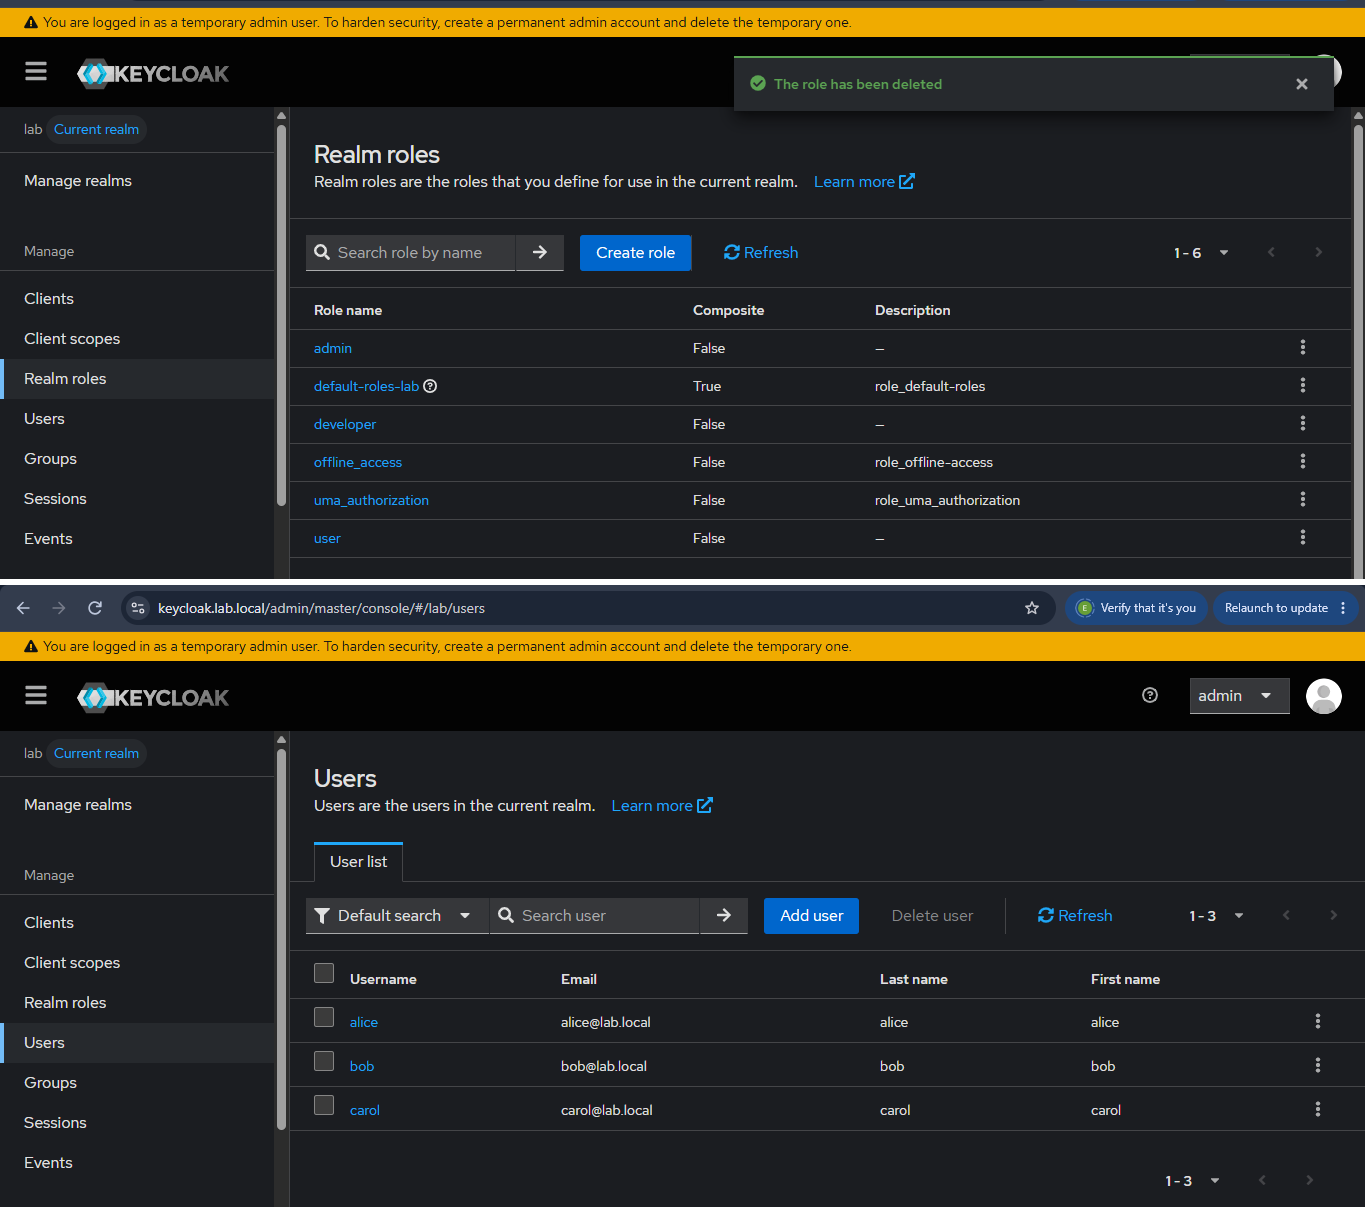 You are logged in as a temporary admin user. To harden security, create a permanent admin account and delete the temporary one.
KEYCLOAK
The role has been deleted
lab Current realm
Manage realms
Manage
Clients
Client scopes
Realm roles
Users
Groups
Sessions
Events
Realm roles
Realm roles are the roles that you define for use in the current realm. Learn more
Search role by name Create role Refresh 1 - 6
Role name Composite Description
admin False –
default-roles-lab True role_default-roles
developer False –
offline_access False role_offline-access
uma_authorization False role_uma_authorization
user False –
keycloak.lab.local/admin/master/console/#/lab/users E Verify that it's you Relaunch to update
You are logged in as a temporary admin user. To harden security, create a permanent admin account and delete the temporary one.
KEYCLOAK admin
lab Current realm
Manage realms
Manage
Clients
Client scopes
Realm roles
Users
Groups
Sessions
Events
Users
Users are the users in the current realm. Learn more
User list
Default search Search user Add user Delete user Refresh 1 - 3
Username Email Last name First name
alice alice@lab.local alice alice
bob bob@lab.local bob bob
carol carol@lab.local carol carol
1 - 3